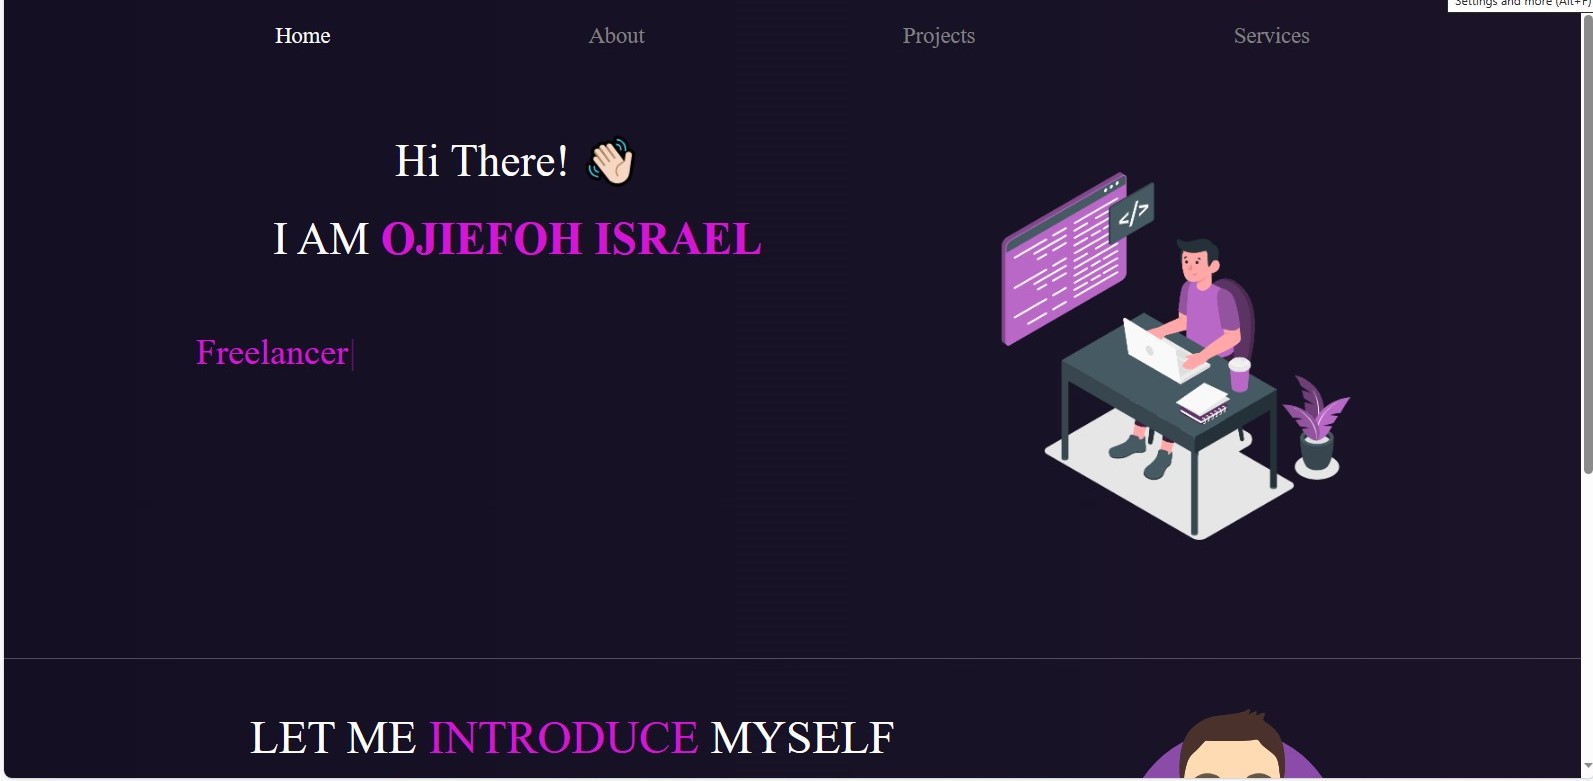 Settings and more (Alt+F)
Home About Projects Services
Hi There! 👋🏻
I AM OJIEFOH ISRAEL
</>
Freelancer|
LET ME INTRODUCE MYSELF